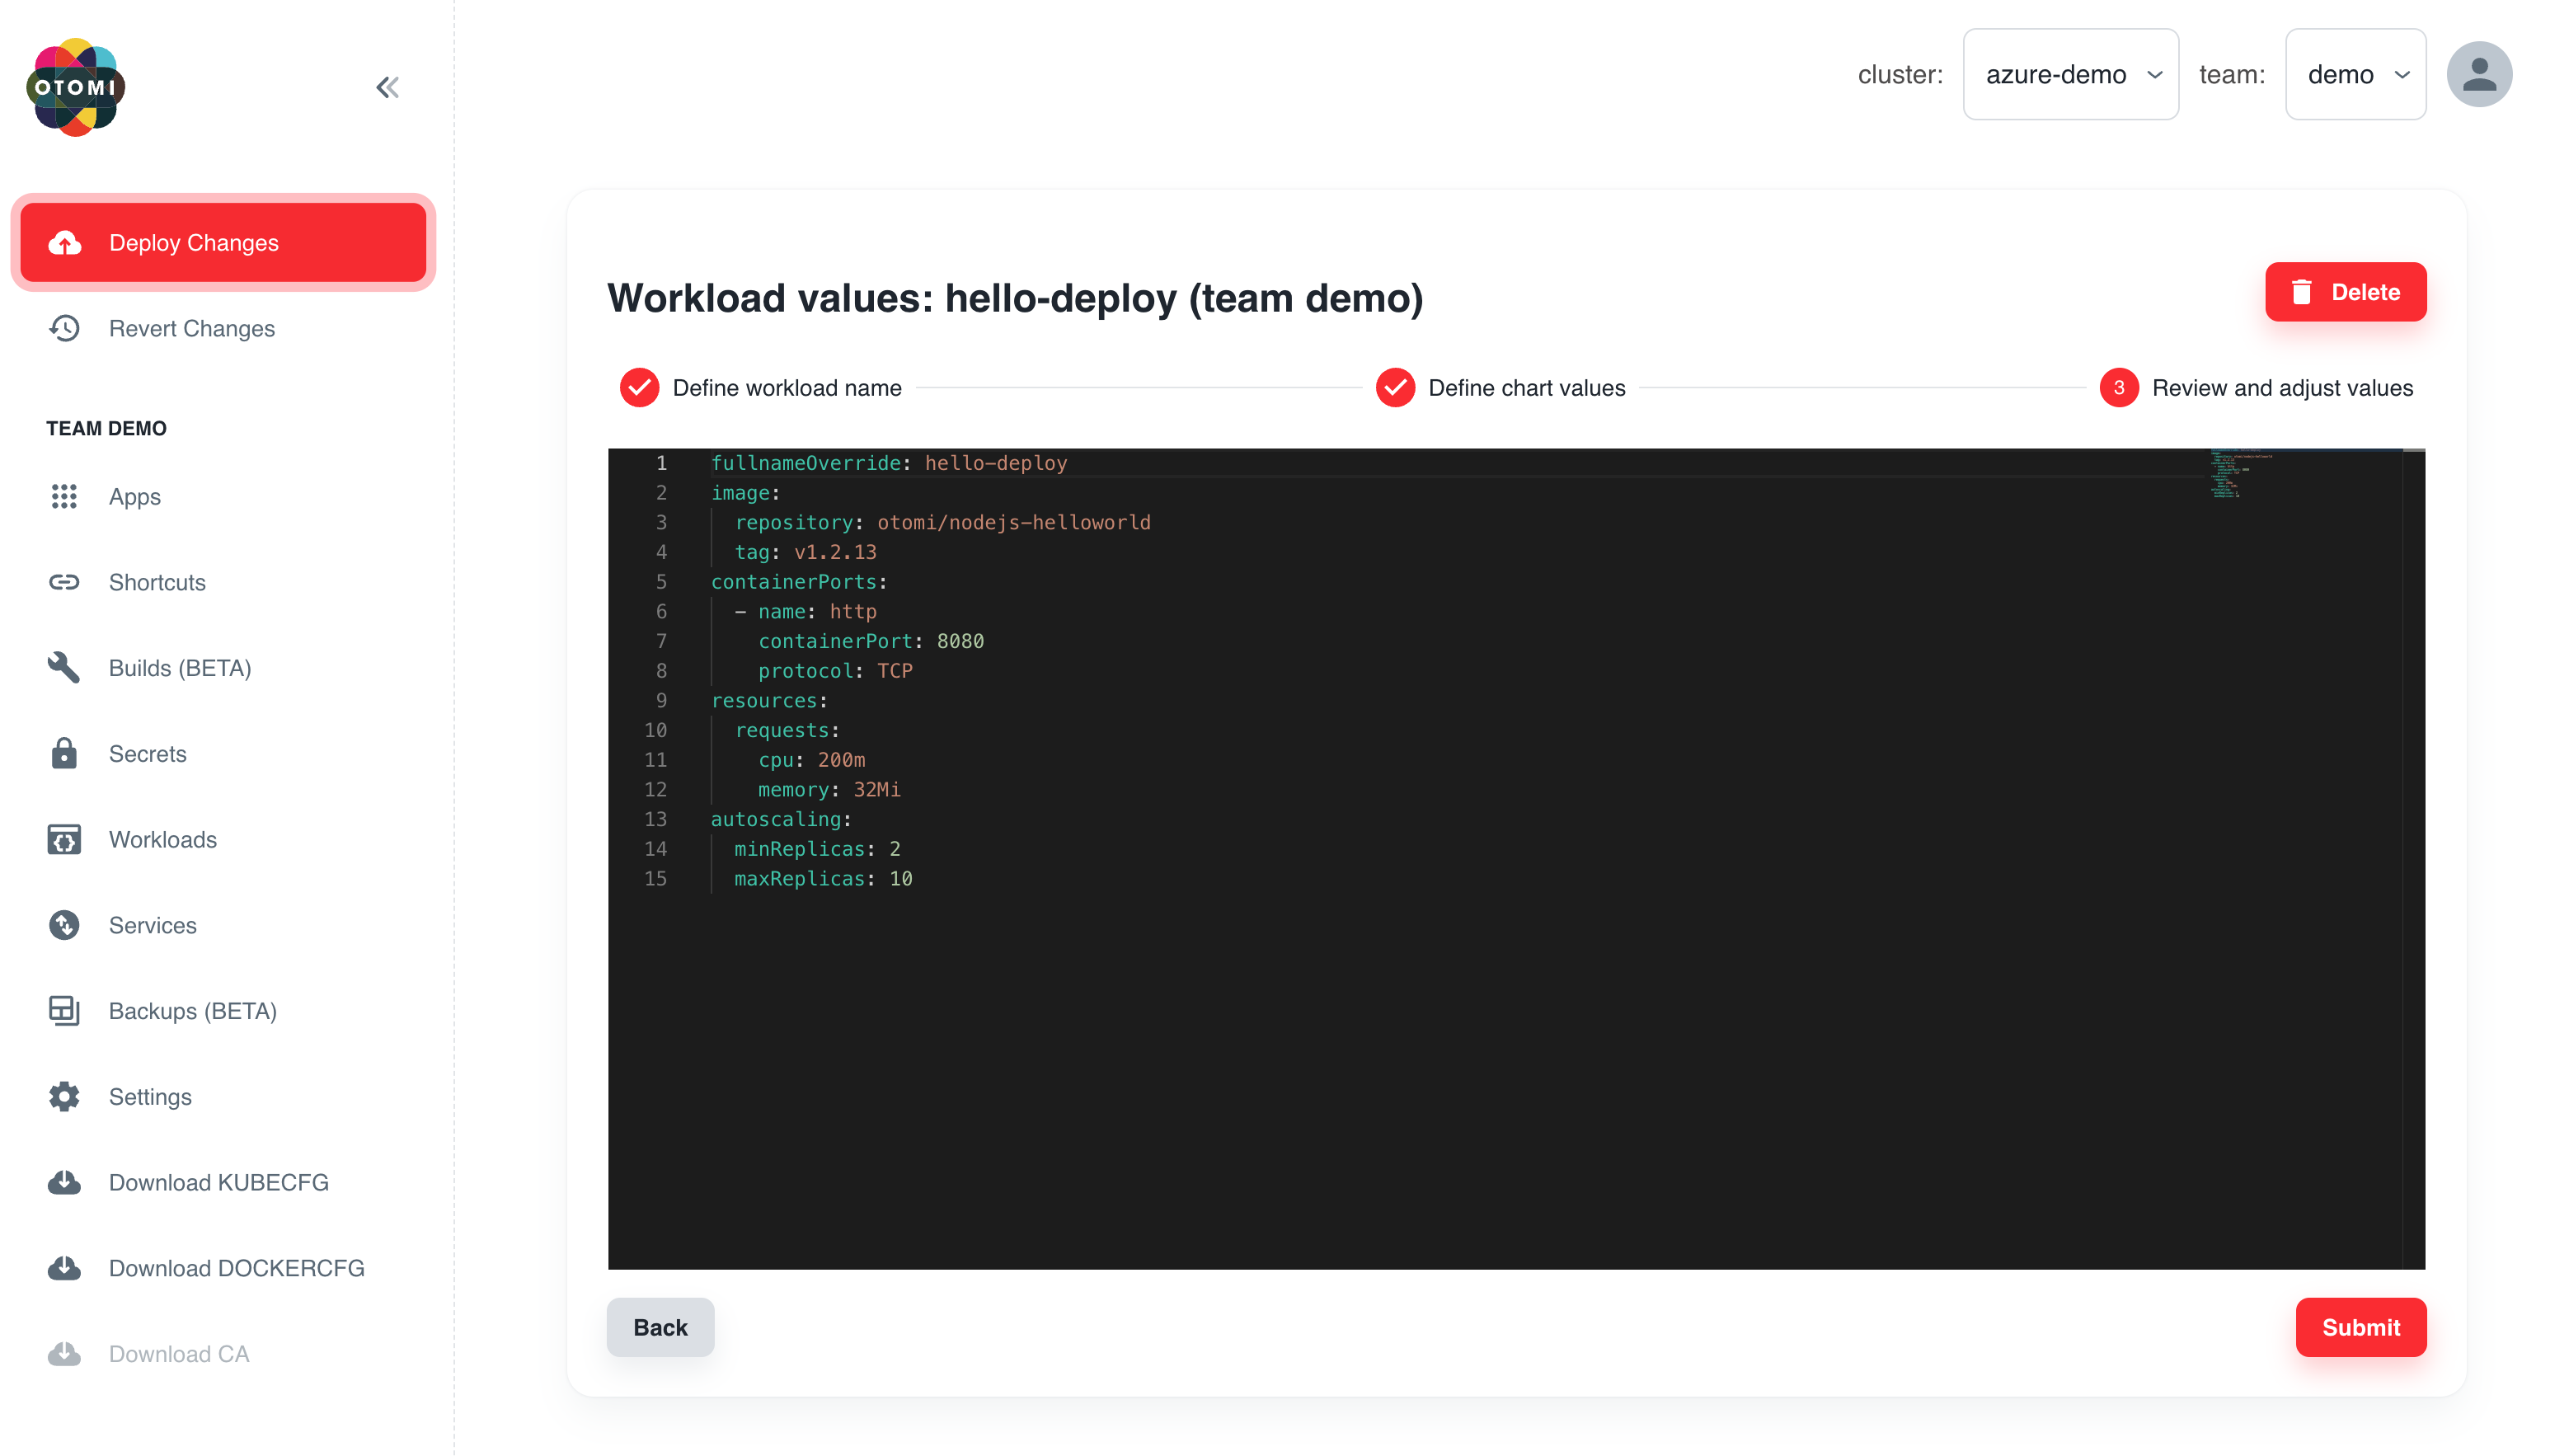 OTOMI
cluster:
azure-demo
team:
demo
Deploy Changes
Revert Changes
TEAM DEMO
Apps
Shortcuts
Builds (BETA)
Secrets
Workloads
Services
Backups (BETA)
Settings
Download KUBECFG
Download DOCKERCFG
Download CA
Workload values: hello-deploy (team demo)
Delete
Define workload name
Define chart values
3 Review and adjust values
1 fullnameOverride: hello-deploy
2 image:
3   repository: otomi/nodejs-helloworld
4   tag: v1.2.13
5 containerPorts:
6   - name: http
7     containerPort: 8080
8     protocol: TCP
9 resources:
10   requests:
11     cpu: 200m
12     memory: 32Mi
13 autoscaling:
14   minReplicas: 2
15   maxReplicas: 10
Back
Submit